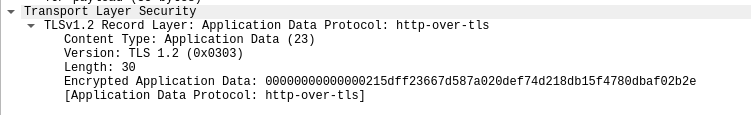 Transport Layer Security
TLSv1.2 Record Layer: Application Data Protocol: http-over-tls
Content Type: Application Data (23)
Version: TLS 1.2 (0x0303)
Length: 30
Encrypted Application Data: 00000000000000215dff23667d587a020def74d218db15f4780dbaf02b2e
[Application Data Protocol: http-over-tls]